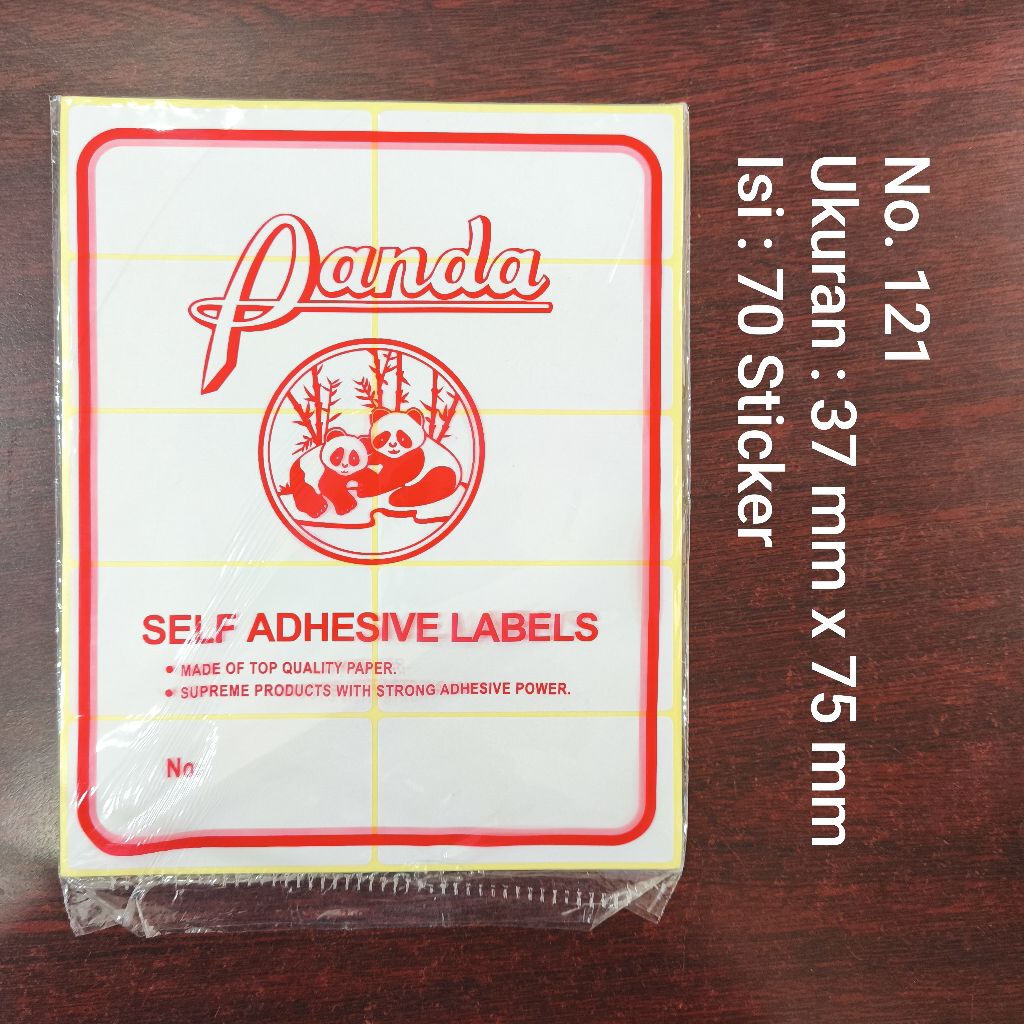 Panda
SELF ADHESIVE LABELS
• MADE OF TOP QUALITY PAPER.
• SUPREME PRODUCTS WITH STRONG ADHESIVE POWER.
No.
No. 121
Ukuran : 37 mm x 75 mm
Isi : 70 Sticker